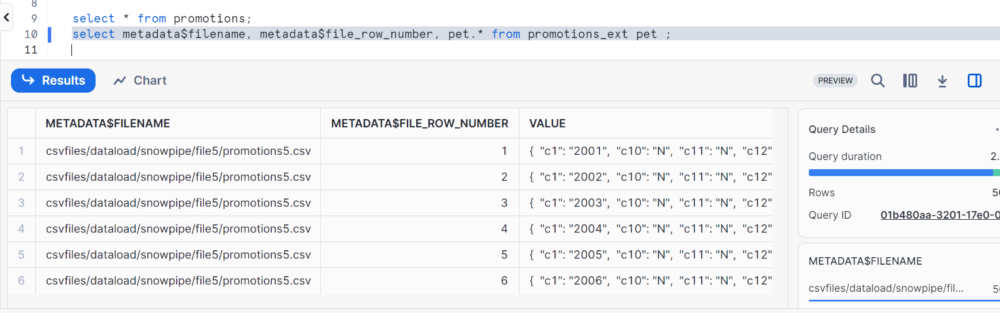 8
9 select * from promotions;
10 select metadata$filename, metadata$file_row_number, pet.* from promotions_ext pet ;
11
Results Chart PREVIEW
METADATA$FILENAME METADATA$FILE_ROW_NUMBER VALUE
1 csvfiles/dataload/snowpipe/file5/promotions5.csv 1 { "c1": "2001", "c10": "N", "c11": "N", "c12"
2 csvfiles/dataload/snowpipe/file5/promotions5.csv 2 { "c1": "2002", "c10": "N", "c11": "N", "c12"
3 csvfiles/dataload/snowpipe/file5/promotions5.csv 3 { "c1": "2003", "c10": "N", "c11": "N", "c12"
4 csvfiles/dataload/snowpipe/file5/promotions5.csv 4 { "c1": "2004", "c10": "N", "c11": "N", "c12"
5 csvfiles/dataload/snowpipe/file5/promotions5.csv 5 { "c1": "2005", "c10": "N", "c11": "N", "c12"
6 csvfiles/dataload/snowpipe/file5/promotions5.csv 6 { "c1": "2006", "c10": "N", "c11": "N", "c12"
Query Details
Query duration 2.
Rows
Query ID 01b480aa-3201-17e0-0
METADATA$FILENAME
csvfiles/dataload/snowpipe/fil...